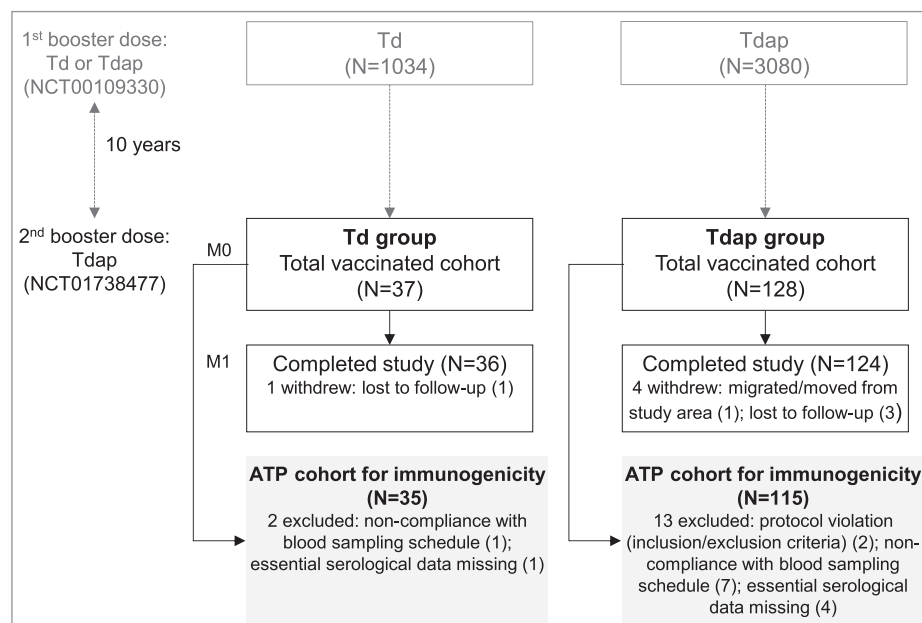 1st booster dose:
Td or Tdap
(NCT00109330)
Td
(N=1034)
Tdap
(N=3080)
10 years
2nd booster dose:
Tdap
(NCT01738477)
M0
Td group
Total vaccinated cohort
(N=37)
Tdap group
Total vaccinated cohort
(N=128)
M1
Completed study (N=36)
1 withdrew: lost to follow-up (1)
Completed study (N=124)
4 withdrew: migrated/moved from
study area (1); lost to follow-up (3)
ATP cohort for immunogenicity
(N=35)
2 excluded: non-compliance with
blood sampling schedule (1);
essential serological data missing (1)
ATP cohort for immunogenicity
(N=115)
13 excluded: protocol violation
(inclusion/exclusion criteria) (2); non-
compliance with blood sampling
schedule (7); essential serological
data missing (4)